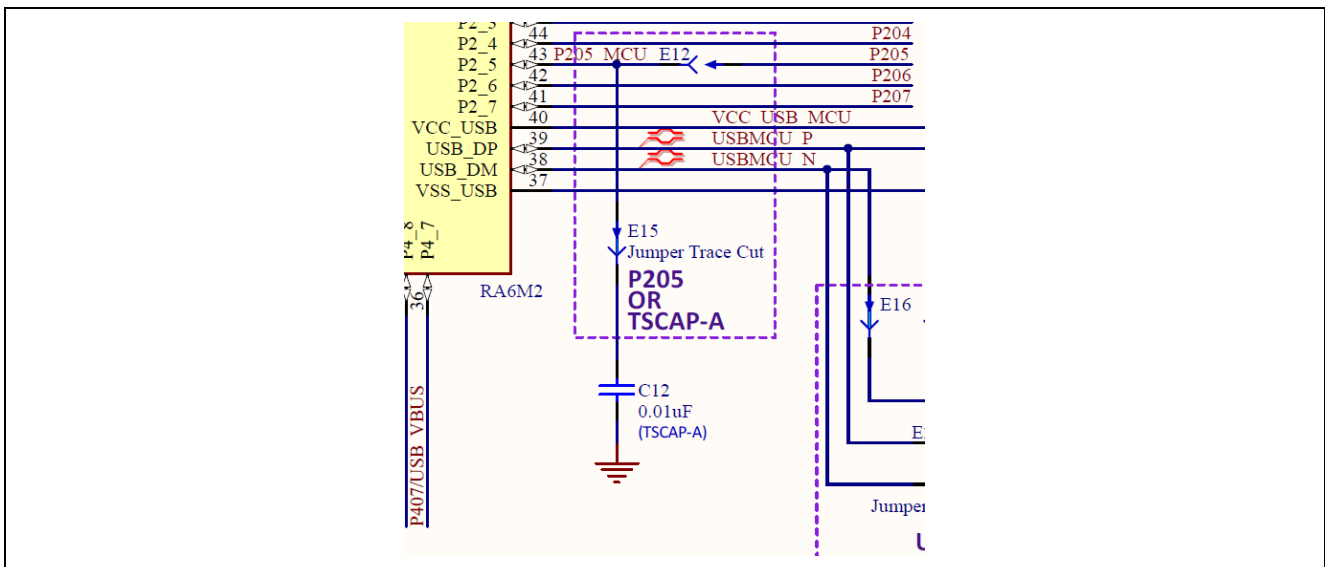 P2_3
44
P204
P2_4
43 P205_MCU E12
P205
P2_5
42
P206
P2_6
41
P207
P2_7
40
VCC_USB_MCU
VCC_USB
39
USBMCU_P
USB_DP
38
USBMCU_N
USB_DM
37
VSS_USB
P4_8
P4_7
36
RA6M2
E15
Jumper Trace Cut
P205
OR
TSCAP-A
E16
C12
0.01uF
(TSCAP-A)
P407/USB_VBUS
Jumper